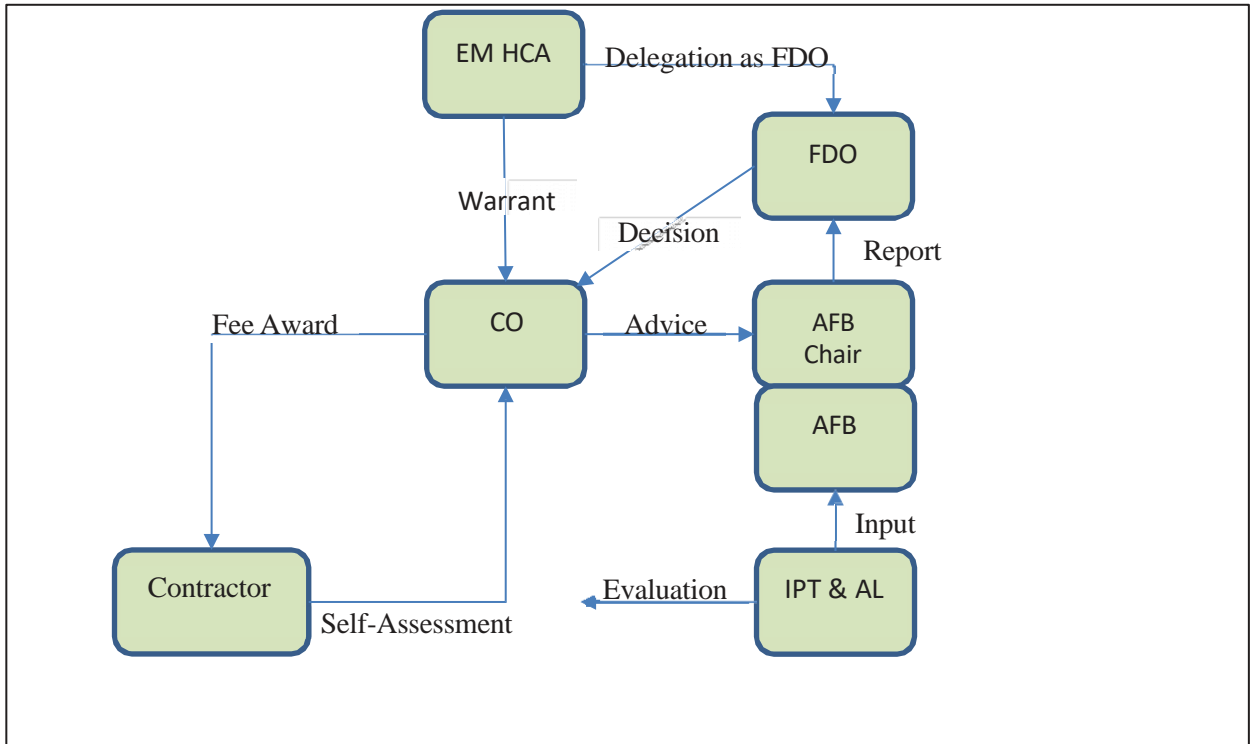 EM HCA
Delegation as FDO
FDO
Warrant
Decision
Report
CO
Fee Award
Advice
AFB
Chair
AFB
Input
Contractor
Evaluation
IPT & AL
Self-Assessment